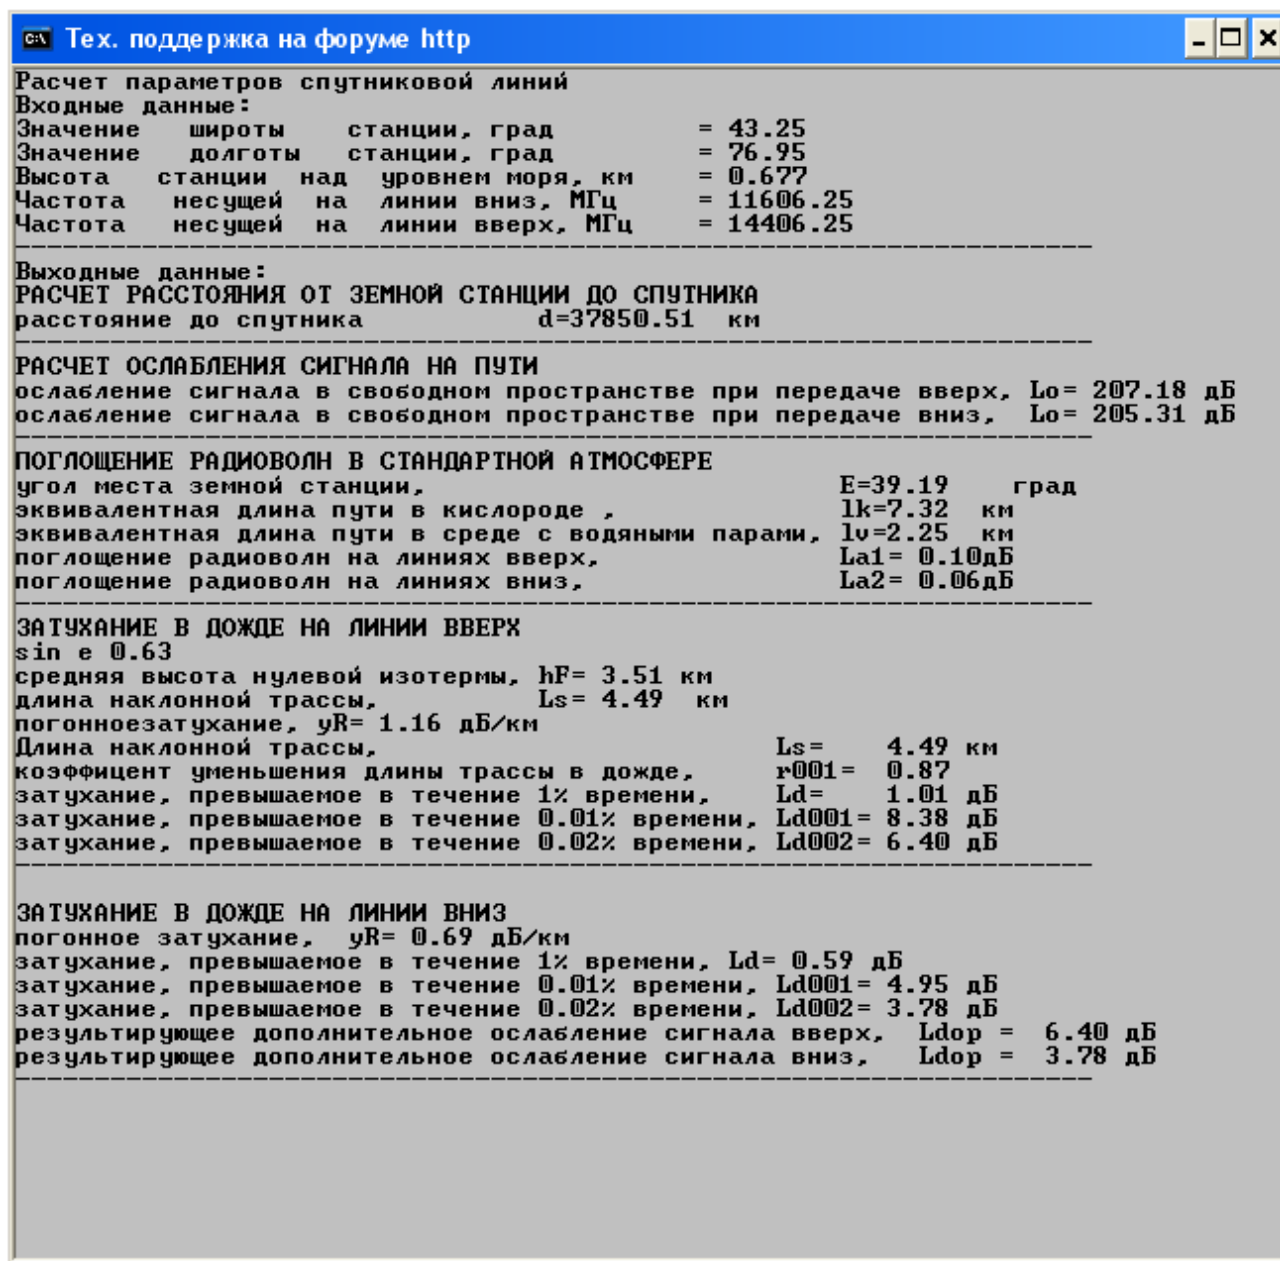 Тех. поддержка на форуме http
Расчет параметров спутниковой линий
Входные данные:
Значение широты станции, град = 43.25
Значение долготы станции, град = 76.95
Высота станции над уровнем моря, км = 0.677
Частота несущей на линии вниз, МГц = 11606.25
Частота несущей на линии вверх, МГц = 14406.25
Выходные данные:
РАСЧЕТ РАССТОЯНИЯ ОТ ЗЕМНОЙ СТАНЦИИ ДО СПУТНИКА
расстояние до спутника d=37850.51 км
РАСЧЕТ ОСЛАБЛЕНИЯ СИГНАЛА НА ПУТИ
ослабление сигнала в свободном пространстве при передаче вверх, Lo= 207.18 дБ
ослабление сигнала в свободном пространстве при передаче вниз, Lo= 205.31 дБ
ПОГЛОЩЕНИЕ РАДИОВОЛН В СТАНДАРТНОЙ АТМОСФЕРЕ
угол места земной станции, E=39.19 град
эквивалентная длина пути в кислороде , lk=7.32 км
эквивалентная длина пути в среде с водяными парами, lv=2.25 км
поглощение радиоволн на линиях вверх, La1= 0.10дБ
поглощение радиоволн на линиях вниз, La2= 0.06дБ
ЗАТУХАНИЕ В ДОЖДЕ НА ЛИНИИ ВВЕРХ
sin e 0.63
средняя высота нулевой изотермы, hF= 3.51 км
длина наклонной трассы, Ls= 4.49 км
погонноезатухание, yR= 1.16 дБ/км
Длина наклонной трассы, Ls= 4.49 км
коэффицент уменьшения длины трассы в дожде, r001= 0.87
затухание, превышаемое в течение 1% времени, Ld= 1.01 дБ
затухание, превышаемое в течение 0.01% времени, Ld001= 8.38 дБ
затухание, превышаемое в течение 0.02% времени, Ld002= 6.40 дБ
ЗАТУХАНИЕ В ДОЖДЕ НА ЛИНИИ ВНИЗ
погонное затухание, yR= 0.69 дБ/км
затухание, превышаемое в течение 1% времени, Ld= 0.59 дБ
затухание, превышаемое в течение 0.01% времени, Ld001= 4.95 дБ
затухание, превышаемое в течение 0.02% времени, Ld002= 3.78 дБ
результирующее дополнительное ослабление сигнала вверх, Ldop = 6.40 дБ
результирующее дополнительное ослабление сигнала вниз, Ldop = 3.78 дБ